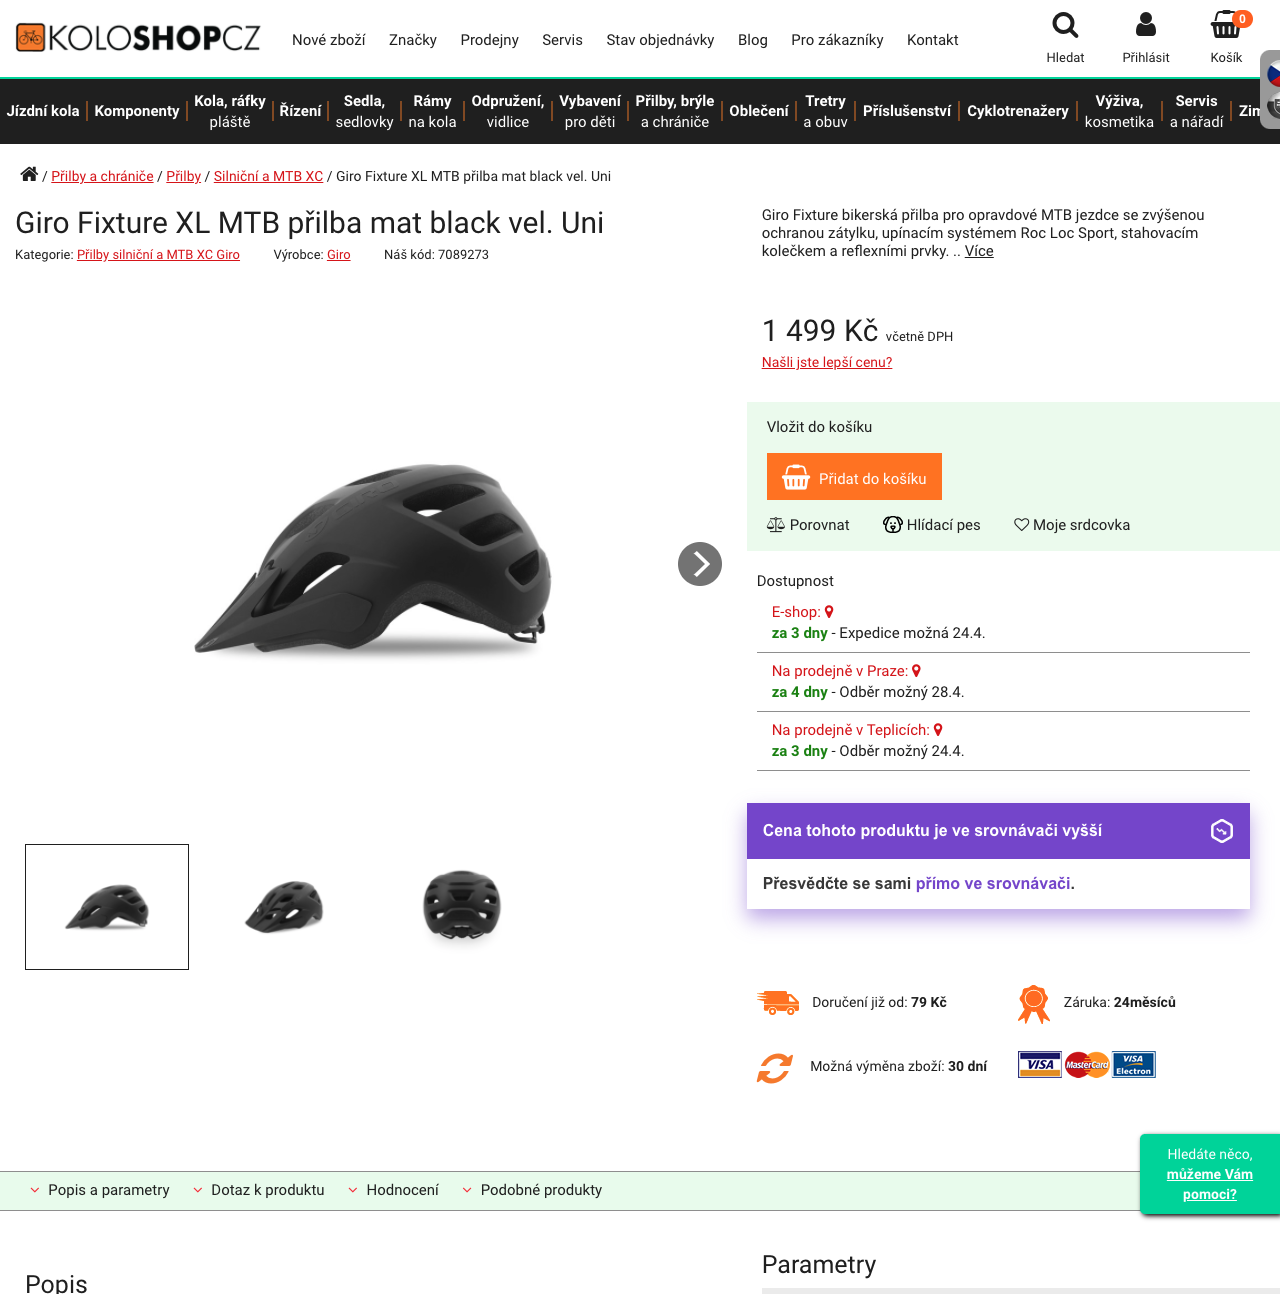 KOLOSHOPCZ
Nové zboží Značky Prodejny Servis Stav objednávky Blog Pro zákazníky Kontakt
Hledat Přihlásit 0 Košík
Jízdní kola Komponenty Kola, ráfky pláště Řízení Sedla, sedlovky Rámy na kola Odpružení, vidlice Vybavení pro děti Přilby, brýle a chrániče Oblečení Tretry a obuv Příslušenství Cyklotrenažery Výživa, kosmetika Servis a nářadí Zim
/ Přilby a chrániče / Přilby / Silniční a MTB XC / Giro Fixture XL MTB přilba mat black vel. Uni
Giro Fixture XL MTB přilba mat black vel. Uni
Kategorie: Přilby silniční a MTB XC Giro Výrobce: Giro Náš kód: 7089273
Giro Fixture bikerská přilba pro opravdové MTB jezdce se zvýšenou
ochranou zátylku, upínacím systémem Roc Loc Sport, stahovacím
kolečkem a reflexními prvky. .. Více
1 499 Kč včetně DPH
Našli jste lepší cenu?
Vložit do košíku
Přidat do košíku
Porovnat Hlídací pes Moje srdcovka
Dostupnost
E-shop:
za 3 dny - Expedice možná 24.4.
Na prodejně v Praze:
za 4 dny - Odběr možný 28.4.
Na prodejně v Teplicích:
za 3 dny - Odběr možný 24.4.
Cena tohoto produktu je ve srovnávači vyšší
Přesvědčte se sami přímo ve srovnávači.
Doručení již od: 79 Kč Záruka: 24měsíců
Možná výměna zboží: 30 dní VISA MasterCard VISA Electron
Hledáte něco,
můžeme Vám
pomoci?
Popis a parametry Dotaz k produktu Hodnocení Podobné produkty
Parametry
Popis